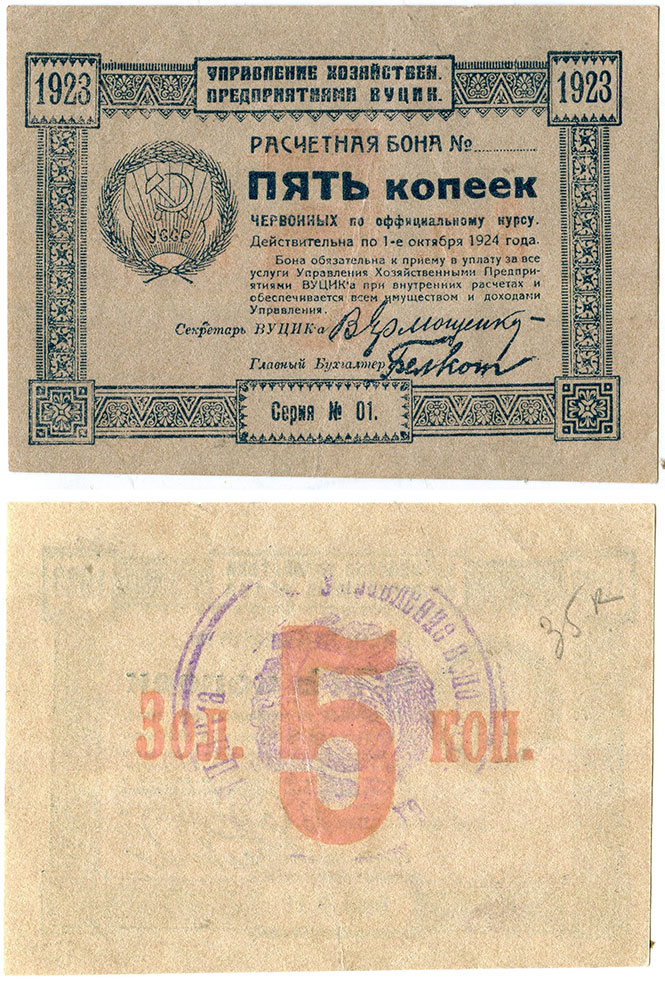 1923
УПРАВЛЕНИЕ ХОЗЯЙСТВЕН.
ПРЕДПРИЯТИЯМИ ВУЦИК.
1923
РАСЧЕТНАЯ БОНА №
ПЯТЬ копеек
ЧЕРВОННЫХ по оффициальному курсу.
Действительна по 1-е октября 1924 года.
Бона обязательна к приему в уплату за все
услуги Управления Хозяйственными Предпри-
ятиями ВУЦИК'а при внутренних расчетах и
обеспечивается всем имуществом и доходами
Управления.
УССР
Секретарь ВУЦИК-а
Главный Бухгалтер
Серия № 01.
Зол. 5 коп.
35 к